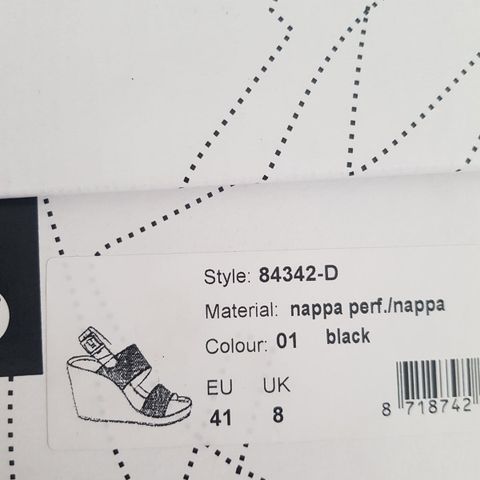 Style: 84342-D
Material: nappa perf./nappa
Colour: 01 black
EU UK
41 8
8 718742